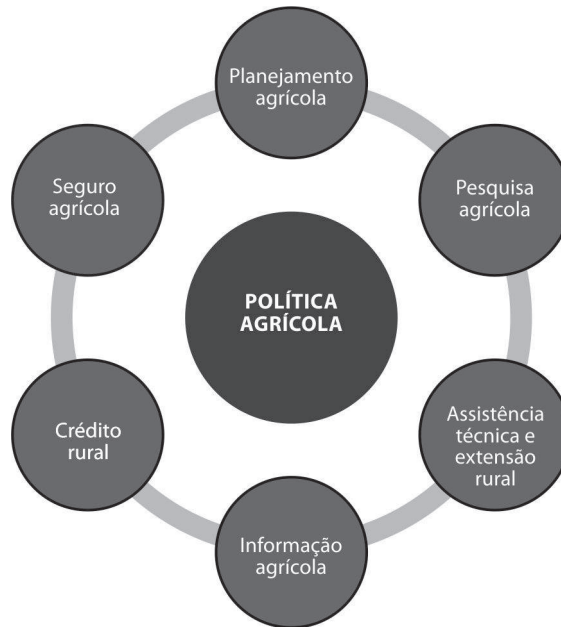 Planejamento
agrícola
Seguro
agrícola
Pesquisa
agrícola
POLÍTICA
AGRÍCOLA
Crédito
rural
Assistência
técnica e
extensão
rural
Informação
agrícola